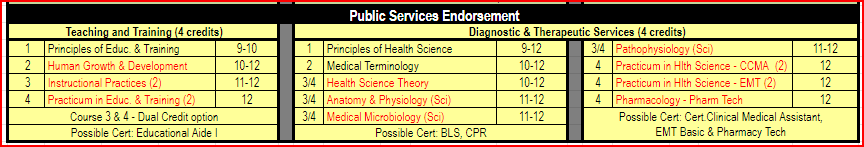 Public Services Endorsement
Teaching and Training (4 credits)
1 Principles of Educ. & Training 9-10
2 Human Growth & Development 10-12
3 Instructional Practices (2) 11-12
4 Practicum in Educ. & Training (2) 12
Course 3 & 4 - Dual Credit option
Possible Cert: Educational Aide I
Diagnostic & Therapeutic Services (4 credits)
1 Principles of Health Science 9-12
2 Medical Terminology 10-12
3/4 Health Science Theory 10-12
3/4 Anatomy & Physiology (Sci) 11-12
3/4 Medical Microbiology (Sci) 11-12
Possible Cert: BLS, CPR
3/4 Pathophysiology (Sci) 11-12
4 Practicum in Hlth Science - CCMA (2) 12
4 Practicum in Hlth Science - EMT (2) 12
4 Pharmacology - Pharm Tech 12
Possible Cert: Cert.Clinical Medical Assistant,
EMT Basic & Pharmacy Tech